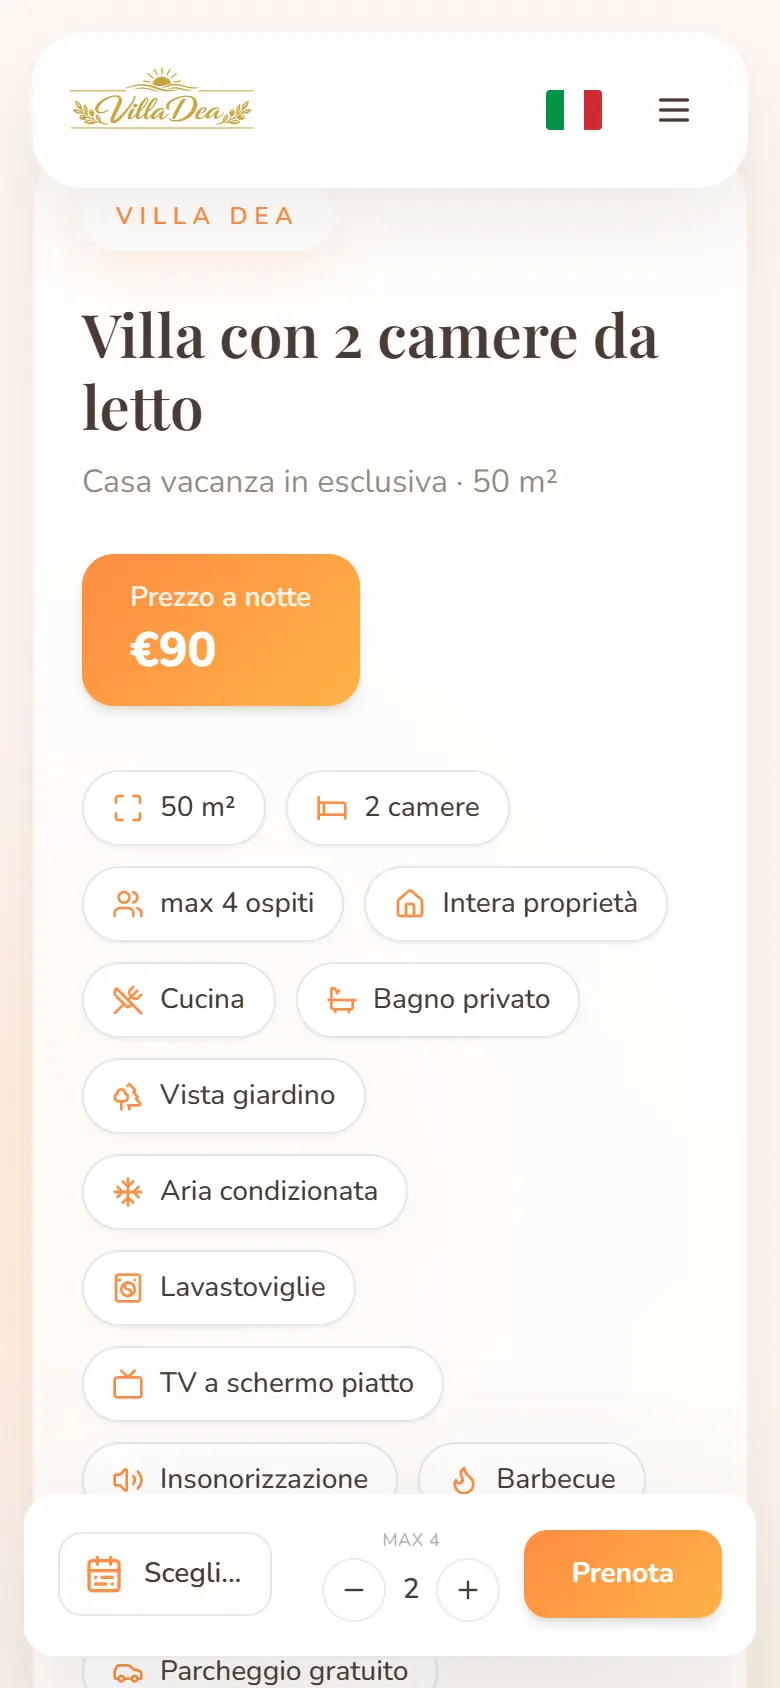 Villa Dea
VILLA DEA
Villa con 2 camere da
letto
Casa vacanza in esclusiva · 50 m²
Prezzo a notte
€90
50 m²
2 camere
max 4 ospiti
Intera proprietà
Cucina
Bagno privato
Vista giardino
Aria condizionata
Lavastoviglie
TV a schermo piatto
Insonorizzazione
Barbecue
MAX 4
Scegli...
2
Prenota
Parcheggio gratuito